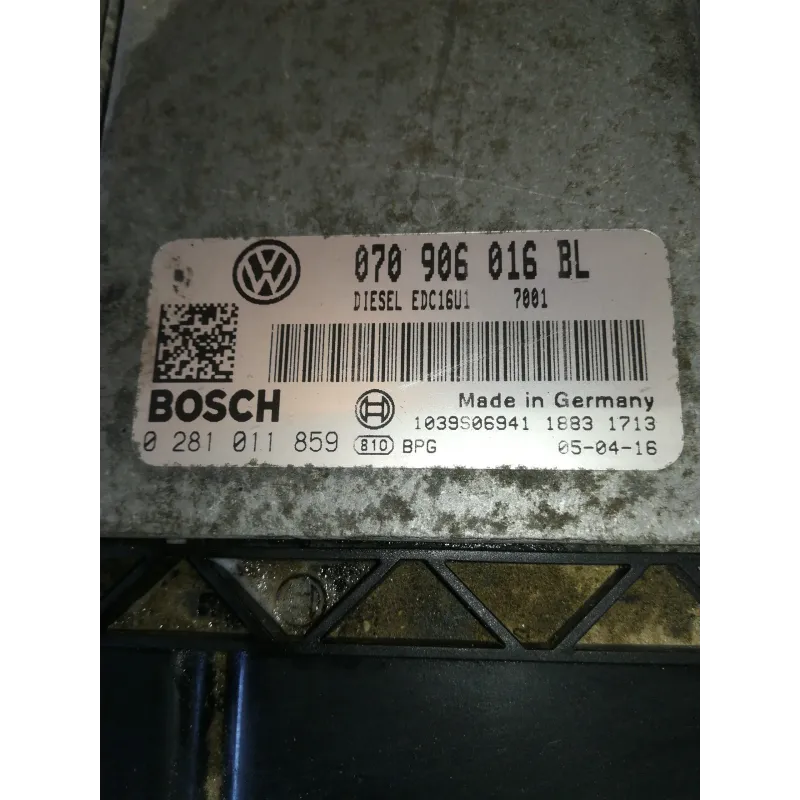 070 906 016 BL
DIESEL EDC16U1 7001
BOSCH
Made in Germany
1039S06941 1883 1713
0 281 011 859 810 BPG 05-04-16